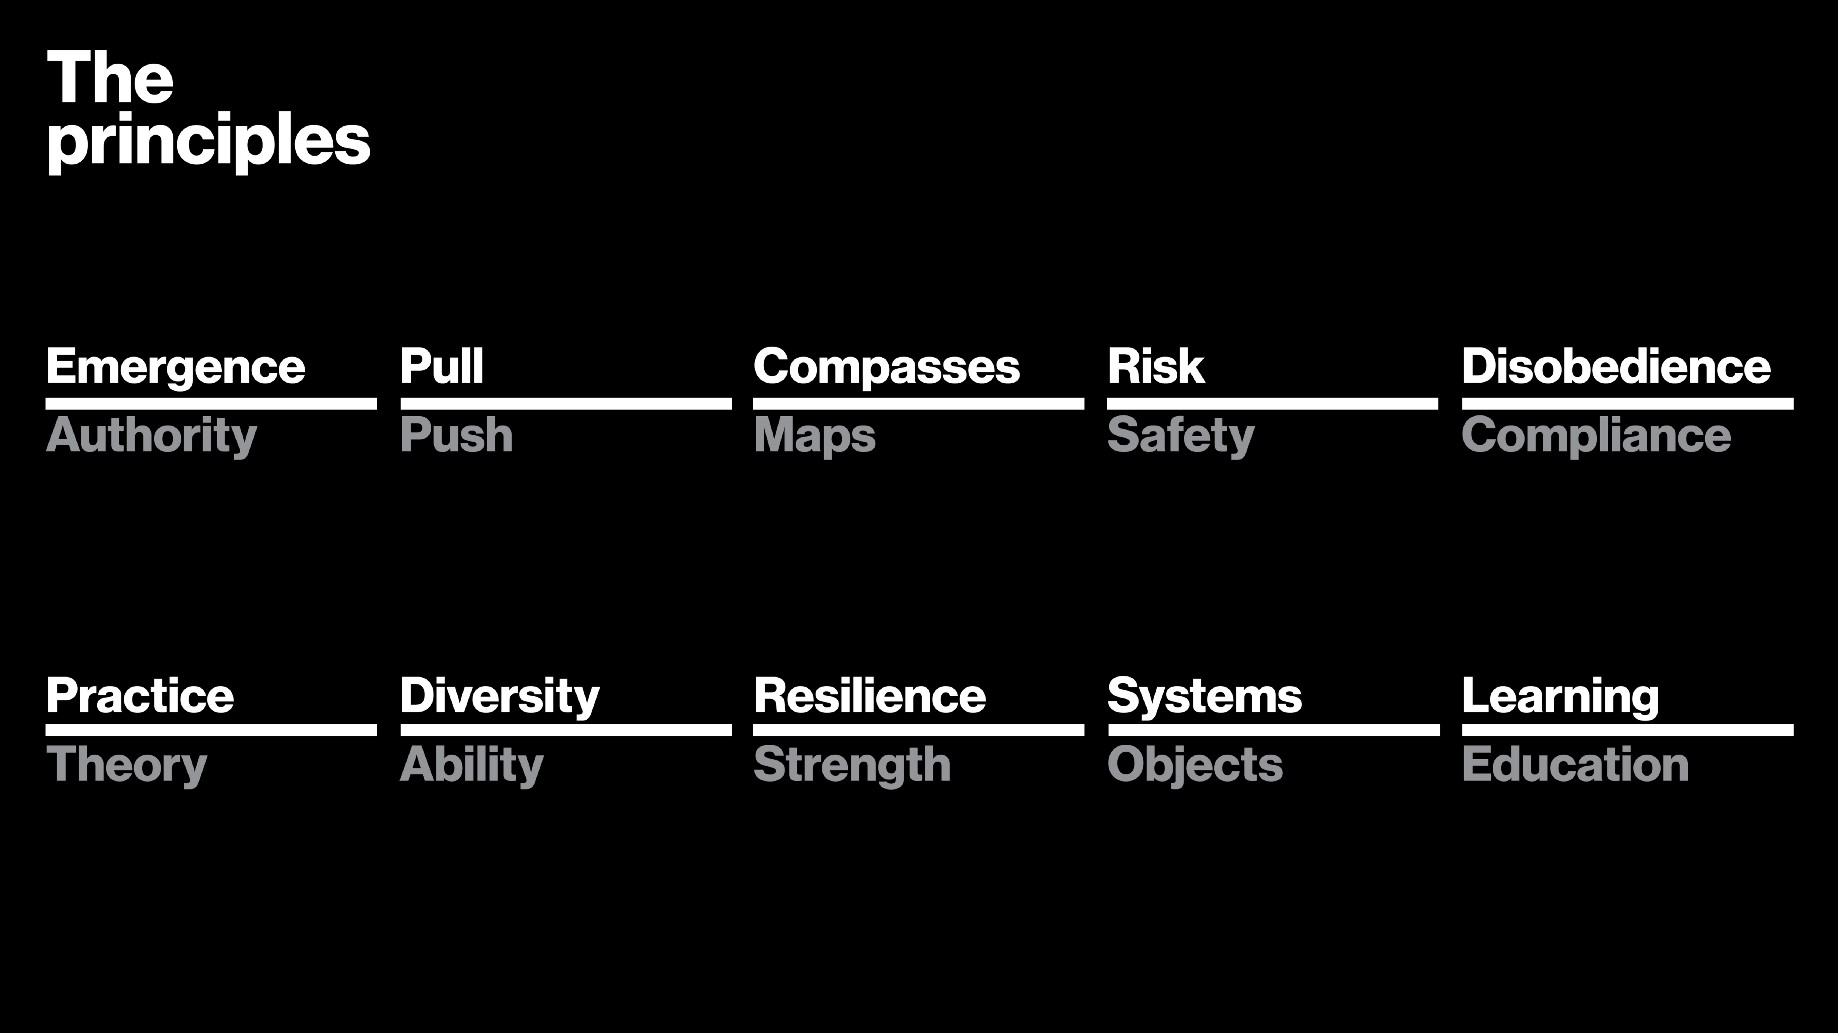 The
principles
Emergence
Authority
Pull
Push
Compasses
Maps
Risk
Safety
Disobedience
Compliance
Practice
Theory
Diversity
Ability
Resilience
Strength
Systems
Objects
Learning
Education